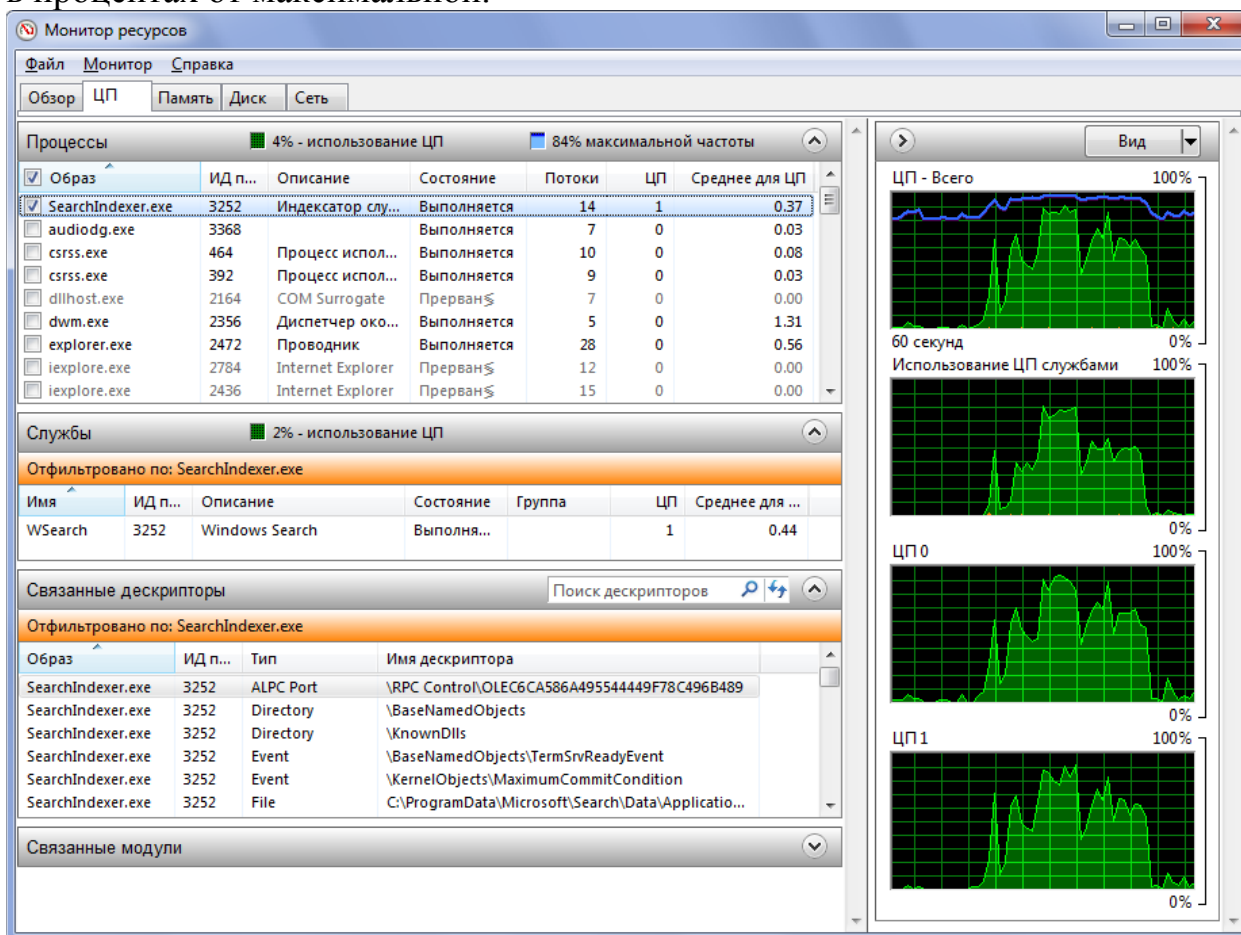 в процентах от максимальной.
Монитор ресурсов
Файл Монитор Справка
Обзор ЦП Память Диск Сеть
Процессы 4% - использование ЦП 84% максимальной частоты
Образ ИД п... Описание Состояние Потоки ЦП Среднее для ЦП
SearchIndexer.exe 3252 Индексатор слу... Выполняется 14 1 0.37
audiodg.exe 3368 Выполняется 7 0 0.03
csrss.exe 464 Процесс испол... Выполняется 10 0 0.08
csrss.exe 392 Процесс испол... Выполняется 9 0 0.03
dllhost.exe 2164 COM Surrogate Прерван 7 0 0.00
dwm.exe 2356 Диспетчер око... Выполняется 5 0 1.31
explorer.exe 2472 Проводник Выполняется 28 0 0.56
iexplore.exe 2784 Internet Explorer Прерван 12 0 0.00
iexplore.exe 2436 Internet Explorer Прерван 15 0 0.00
Службы 2% - использование ЦП
Отфильтровано по: SearchIndexer.exe
Имя ИД п... Описание Состояние Группа ЦП Среднее для ...
WSearch 3252 Windows Search Выполня... 1 0.44
Связанные дескрипторы Поиск дескрипторов
Отфильтровано по: SearchIndexer.exe
Образ ИД п... Тип Имя дескриптора
SearchIndexer.exe 3252 ALPC Port \RPC Control\OLEC6CA586A495544449F78C496B489
SearchIndexer.exe 3252 Directory \BaseNamedObjects
SearchIndexer.exe 3252 Directory \KnownDlls
SearchIndexer.exe 3252 Event \BaseNamedObjects\TermSrvReadyEvent
SearchIndexer.exe 3252 Event \KernelObjects\MaximumCommitCondition
SearchIndexer.exe 3252 File C:\ProgramData\Microsoft\Search\Data\Applicatio...
Связанные модули
Вид
ЦП - Всего 100%
60 секунд 0%
Использование ЦП службами 100%
0%
ЦП 0 100%
0%
ЦП 1 100%
0%